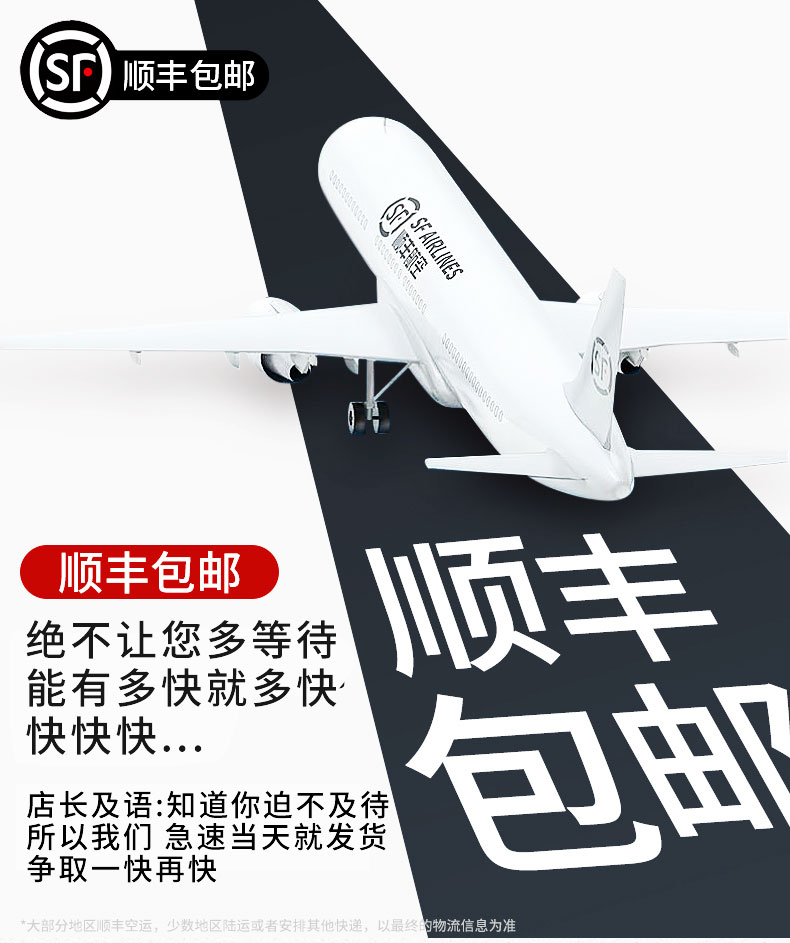 SF 顺丰包邮
SF
SF AIRLINES
顺丰航空
SF
顺丰包邮
顺丰
包邮
绝不让您多等待
能有多快就多快
快快快...
店长及语:知道你迫不及待
所以我们 急速当天就发货
争取一快再快
*大部分地区顺丰空运，少数地区陆运或者安排其他快递，以最终的物流信息为准